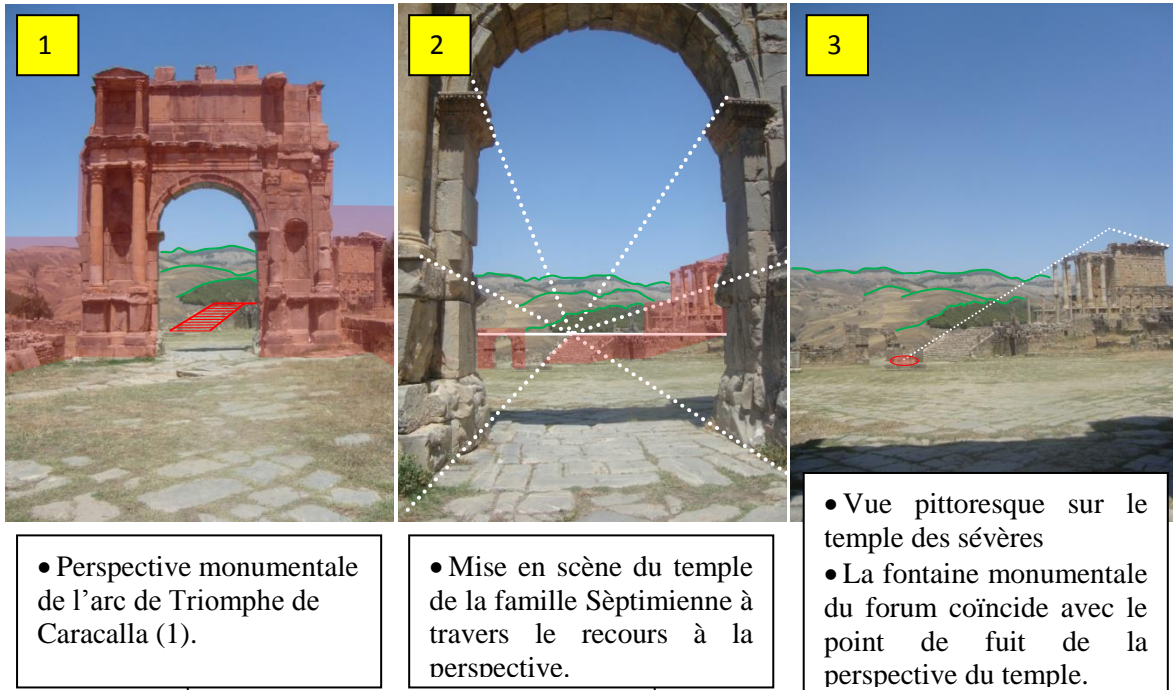 1
2
3
• Perspective monumentale
de l'arc de Triomphe de
Caracalla (1).
• Mise en scène du temple
de la famille Sèptimienne à
travers le recours à la
perspective.
• Vue pittoresque sur le
temple des sévères
• La fontaine monumentale
du forum coïncide avec le
point de fuit de la
perspective du temple.